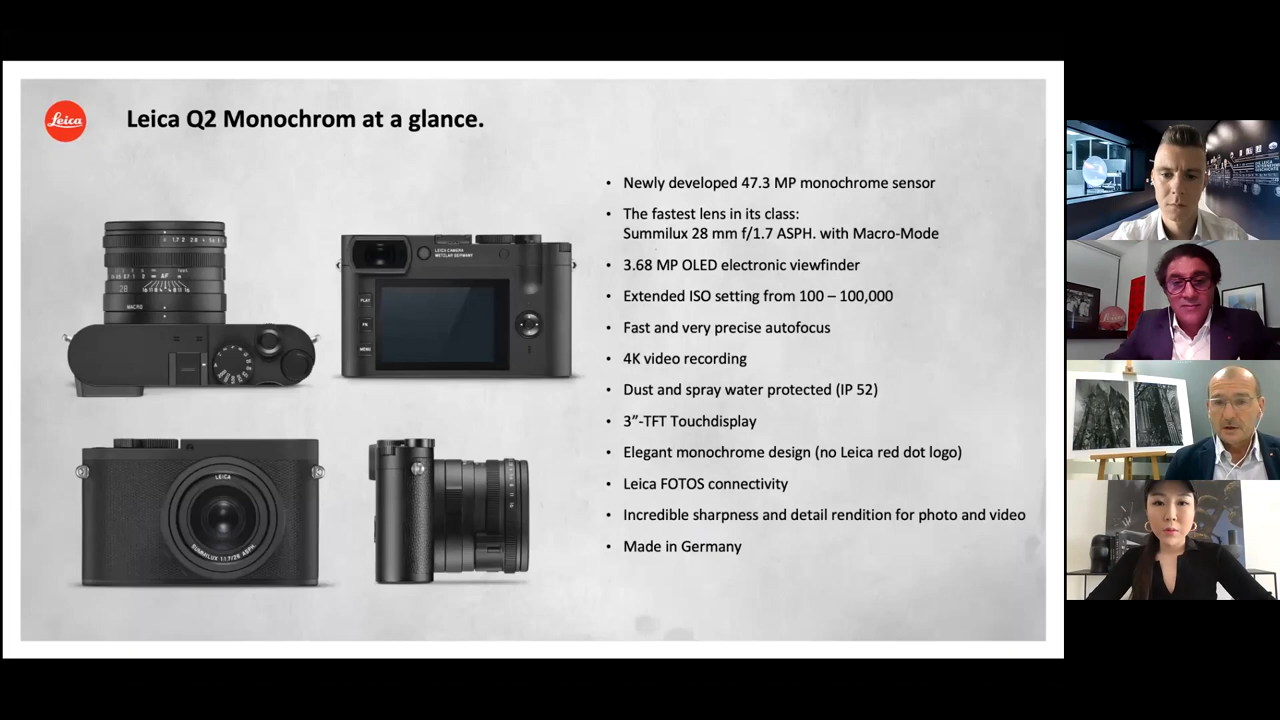 Leica
Leica Q2 Monochrom at a glance.
• Newly developed 47.3 MP monochrome sensor
• The fastest lens in its class:
Summilux 28 mm f/1.7 ASPH. with Macro-Mode
• 3.68 MP OLED electronic viewfinder
• Extended ISO setting from 100 – 100,000
• Fast and very precise autofocus
• 4K video recording
• Dust and spray water protected (IP 52)
• 3”-TFT Touchdisplay
• Elegant monochrome design (no Leica red dot logo)
• Leica FOTOS connectivity
• Incredible sharpness and detail rendition for photo and video
• Made in Germany
AF
28
MACRO
LEICA CAMERA
WETZLAR GERMANY
PLAY
FN
MENU
LEICA
SUMMILUX 1:1.7/28 ASPH.
DIE LEICA